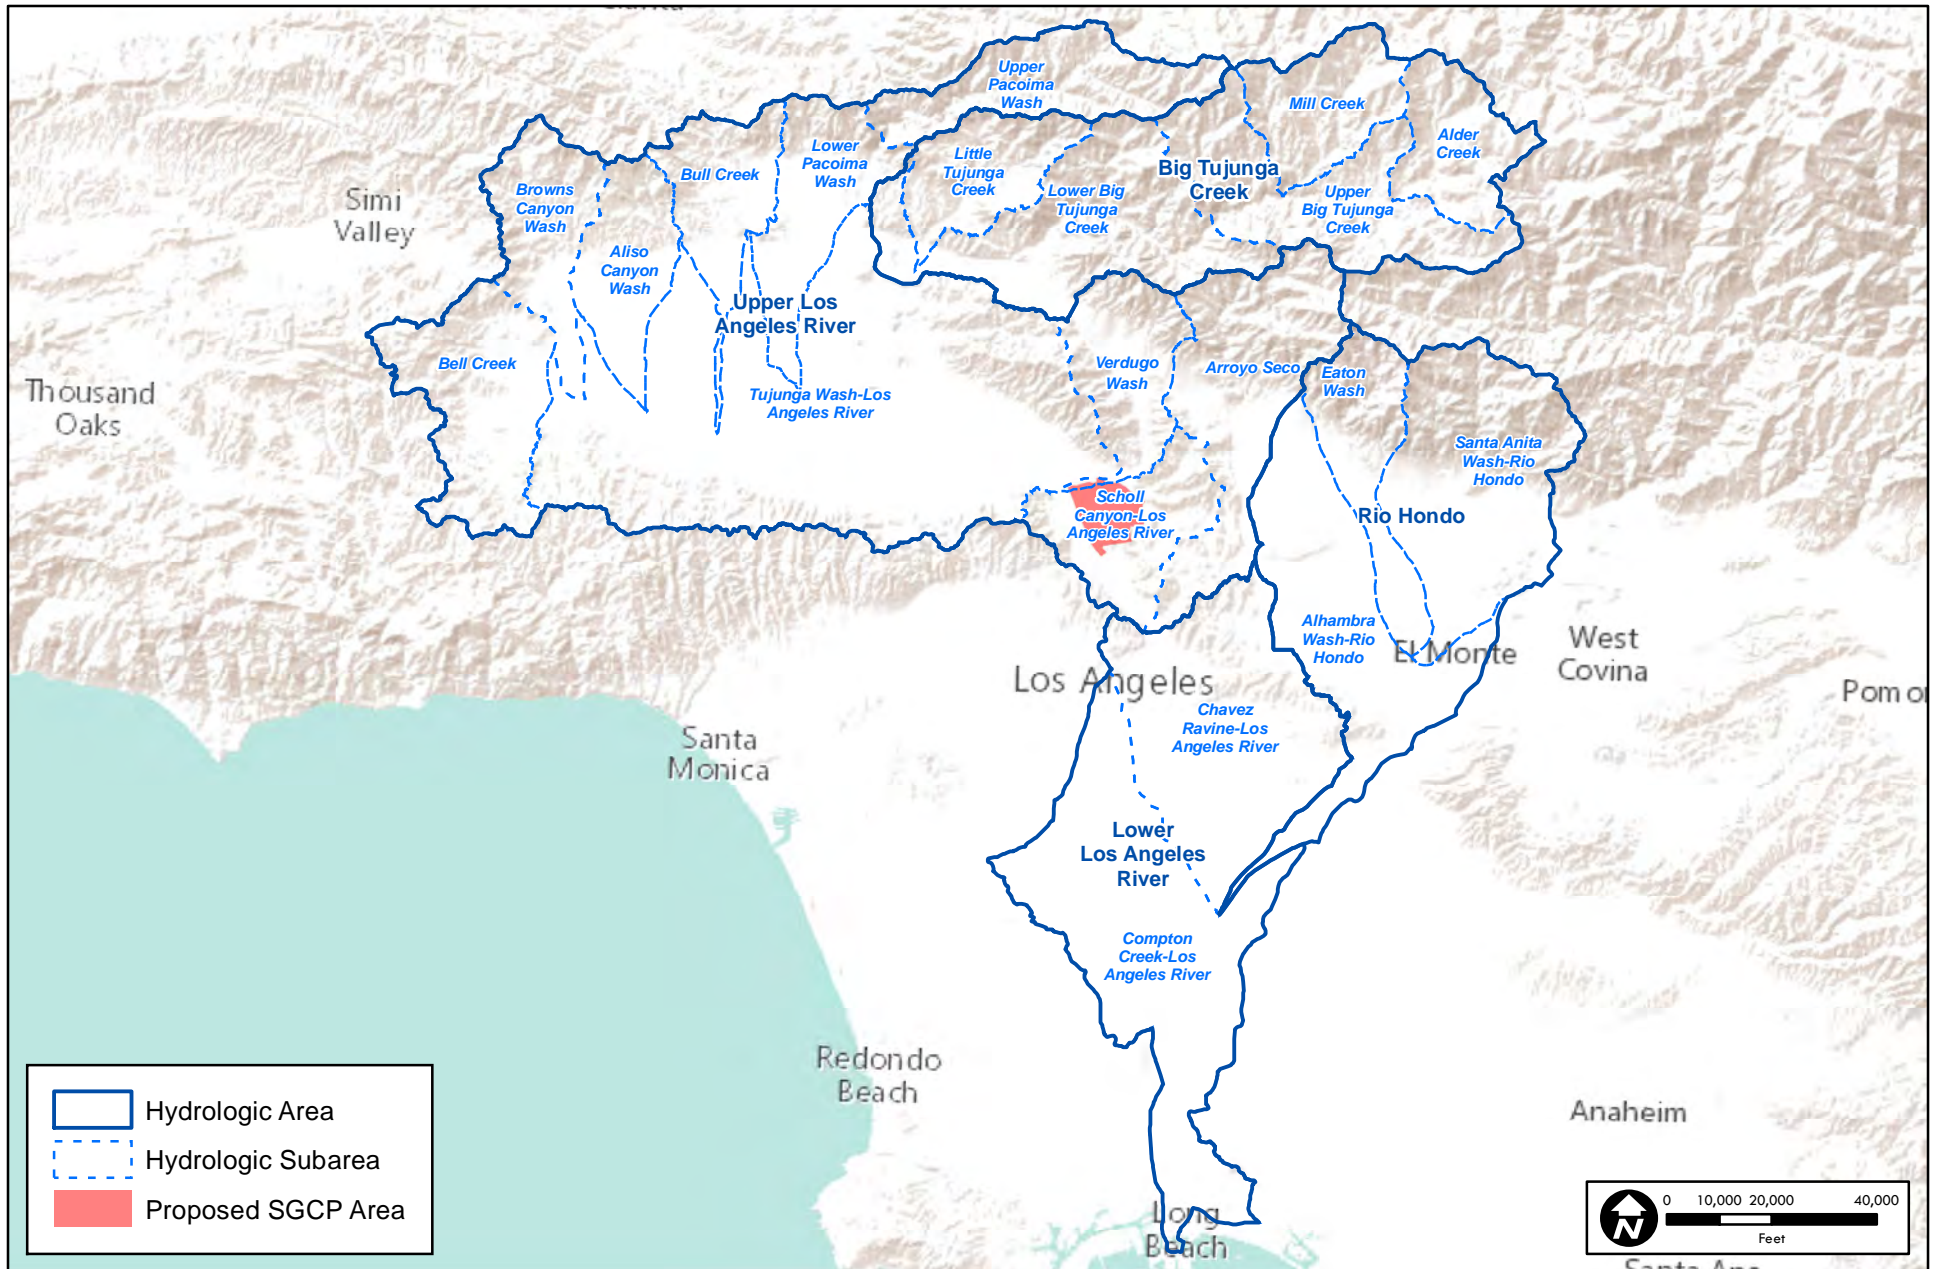 Upper
Pacoima
Wash
Mill Creek
Alder
Creek
Lower
Pacoima
Wash
Little
Tujunga
Creek
Big Tujunga
Creek
Bull Creek
Browns
Canyon
Wash
Lower Big
Tujunga
Creek
Upper
Big Tujunga
Creek
Simi
Valley
Aliso
Canyon
Wash
Upper Los
Angeles River
Bell Creek
Verdugo
Wash
Arroyo Seco
Eaton
Wash
Thousand
Oaks
Tujunga Wash-Los
Angeles River
Santa Anita
Wash-Rio
Hondo
Scholl
Canyon-Los
Angeles River
Rio Hondo
Alhambra
Wash-Rio
Hondo
El Monte
West
Covina
Los Angeles
Chavez
Ravine-Los
Angeles River
Santa
Monica
Lower
Los Angeles
River
Compton
Creek-Los
Angeles River
Redondo
Beach
Anaheim
Long
Beach
Hydrologic Area
Hydrologic Subarea
Proposed SGCP Area
0 10,000 20,000 40,000
Feet
N